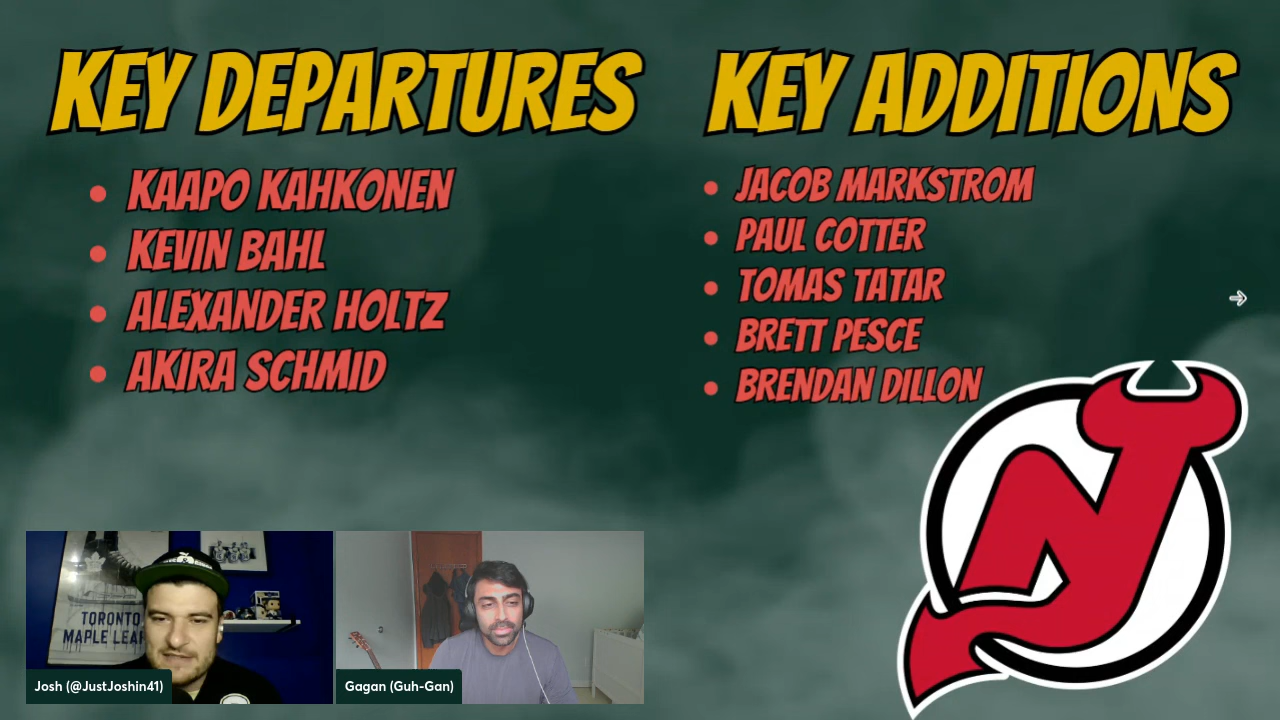 KEY DEPARTURES
KAAPO KAHKONEN
KEVIN BAHL
ALEXANDER HOLTZ
AKIRA SCHMID
KEY ADDITIONS
JACOB MARKSTROM
PAUL COTTER
TOMAS TATAR
BRETT PESCE
BRENDAN DILLON
TORONTO
MAPLE LEA
Josh (@JustJoshin41)
Gagan (Guh-Gan)